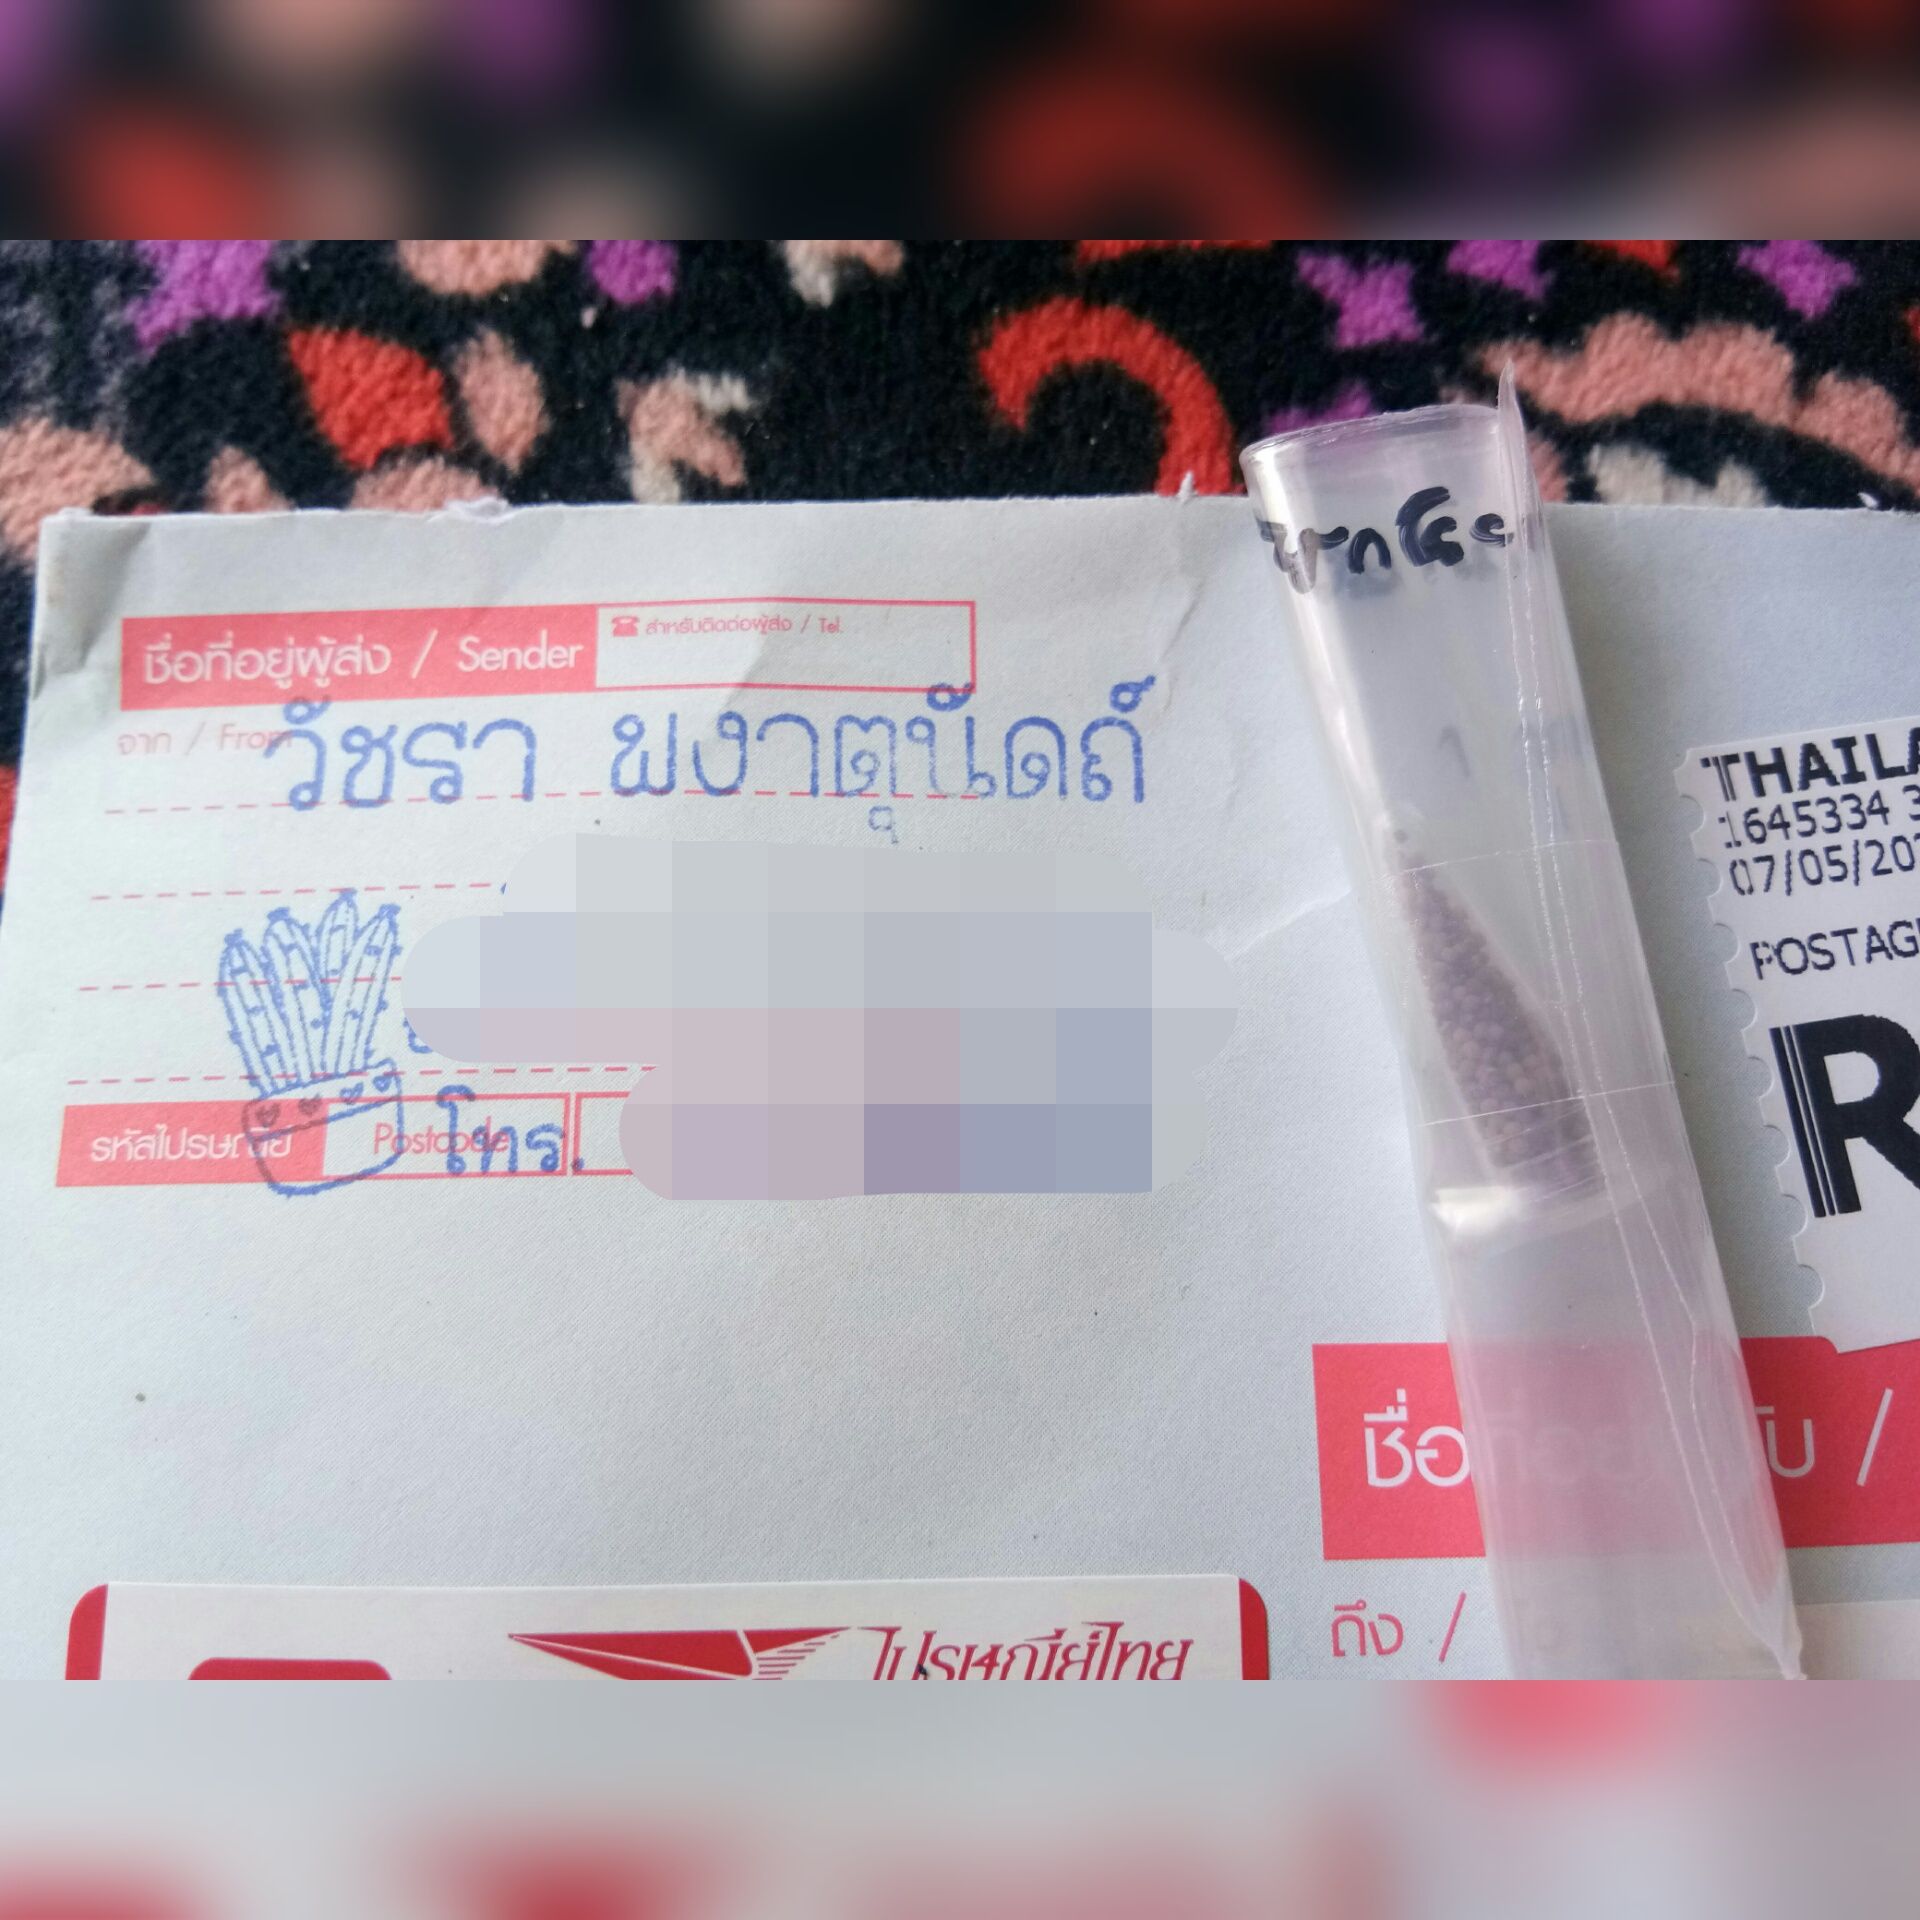 ชื่อที่อยู่ผู้ส่ง / Sender
สำหรับติดต่อผู้ส่ง / Tel.
จาก / From
วัชรา พงาตุนัดถ์
รหัสไปรษณีย์
Postcode
โทร.
THAILA
1645334 3
07/05/20
POSTAG
R
ชื่อ
บ /
ถึง /
ไปรษณีย์ไทย